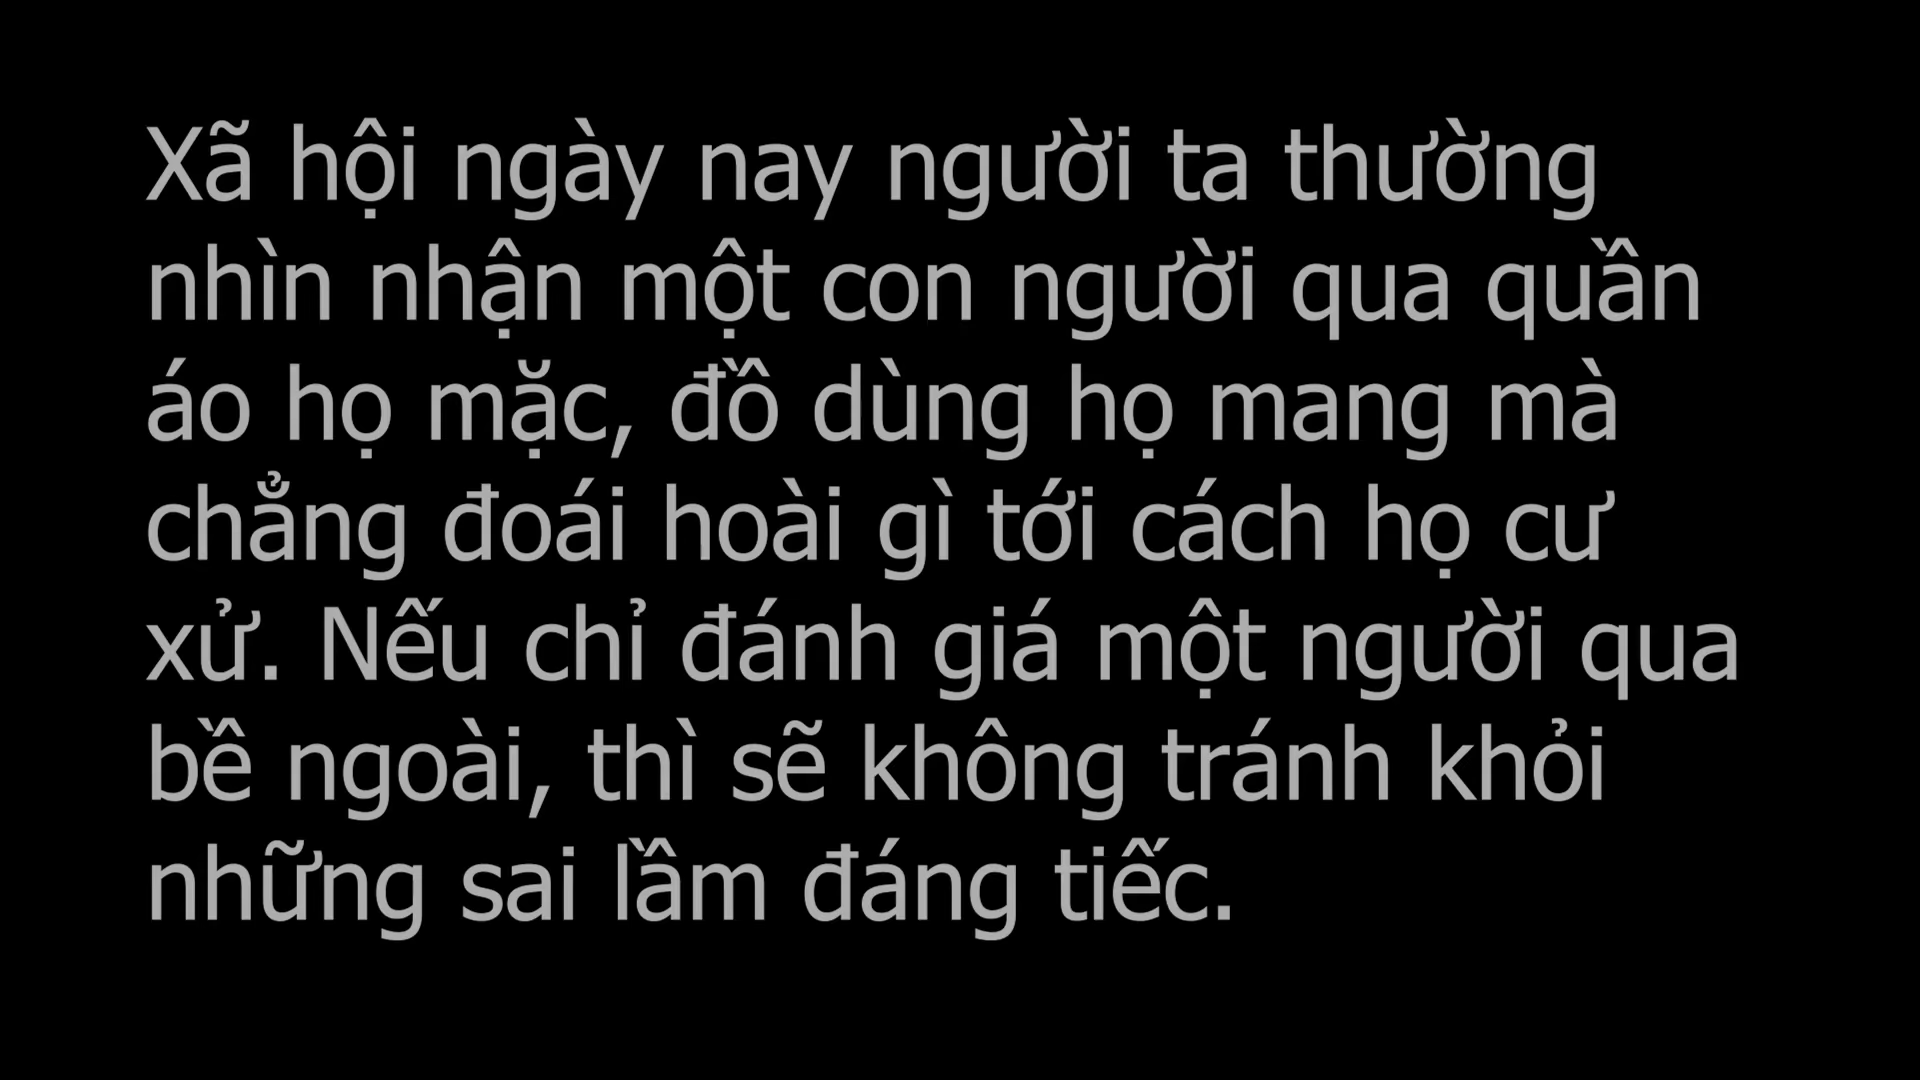 Xã hội ngày nay người ta thường
nhìn nhận một con người qua quần
áo họ mặc, đồ dùng họ mang mà
chẳng đoái hoài gì tới cách họ cư
xử. Nếu chỉ đánh giá một người qua
bề ngoài, thì sẽ không tránh khỏi
những sai lầm đáng tiếc.